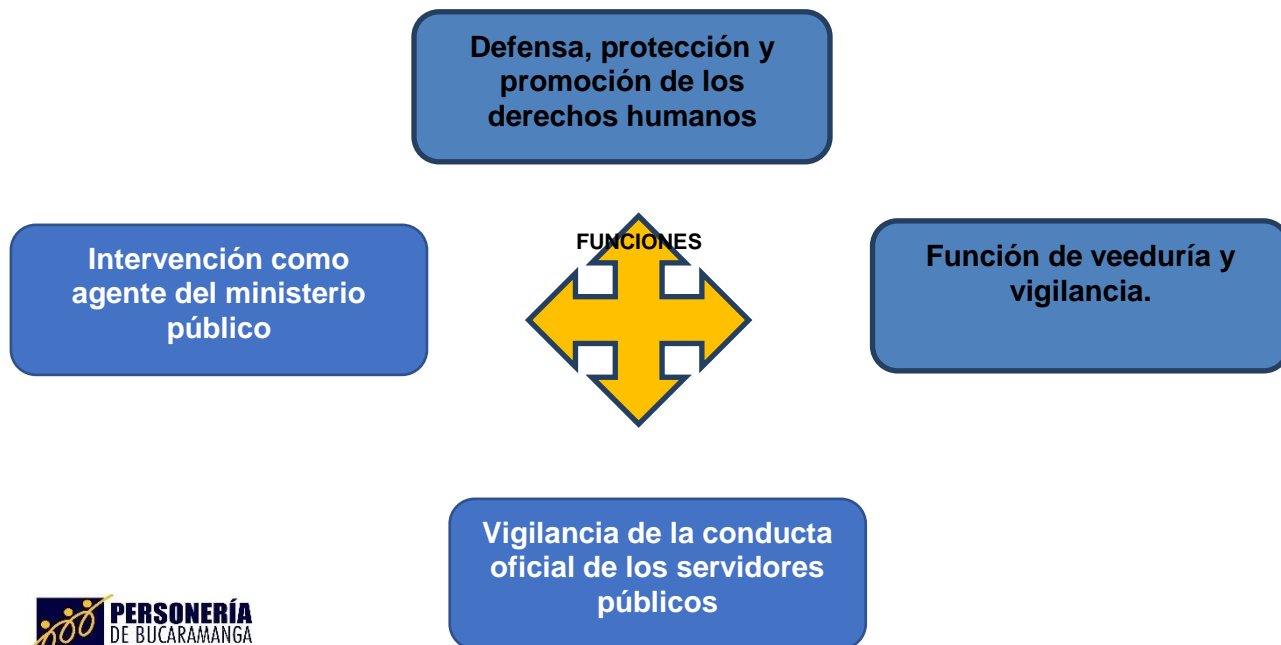 Defensa, protección y
promoción de los
derechos humanos
FUNCIONES
Intervención como
agente del ministerio
público
Función de veeduría y
vigilancia.
Vigilancia de la conducta
oficial de los servidores
públicos
PERSONERÍA
DE BUCARAMANGA